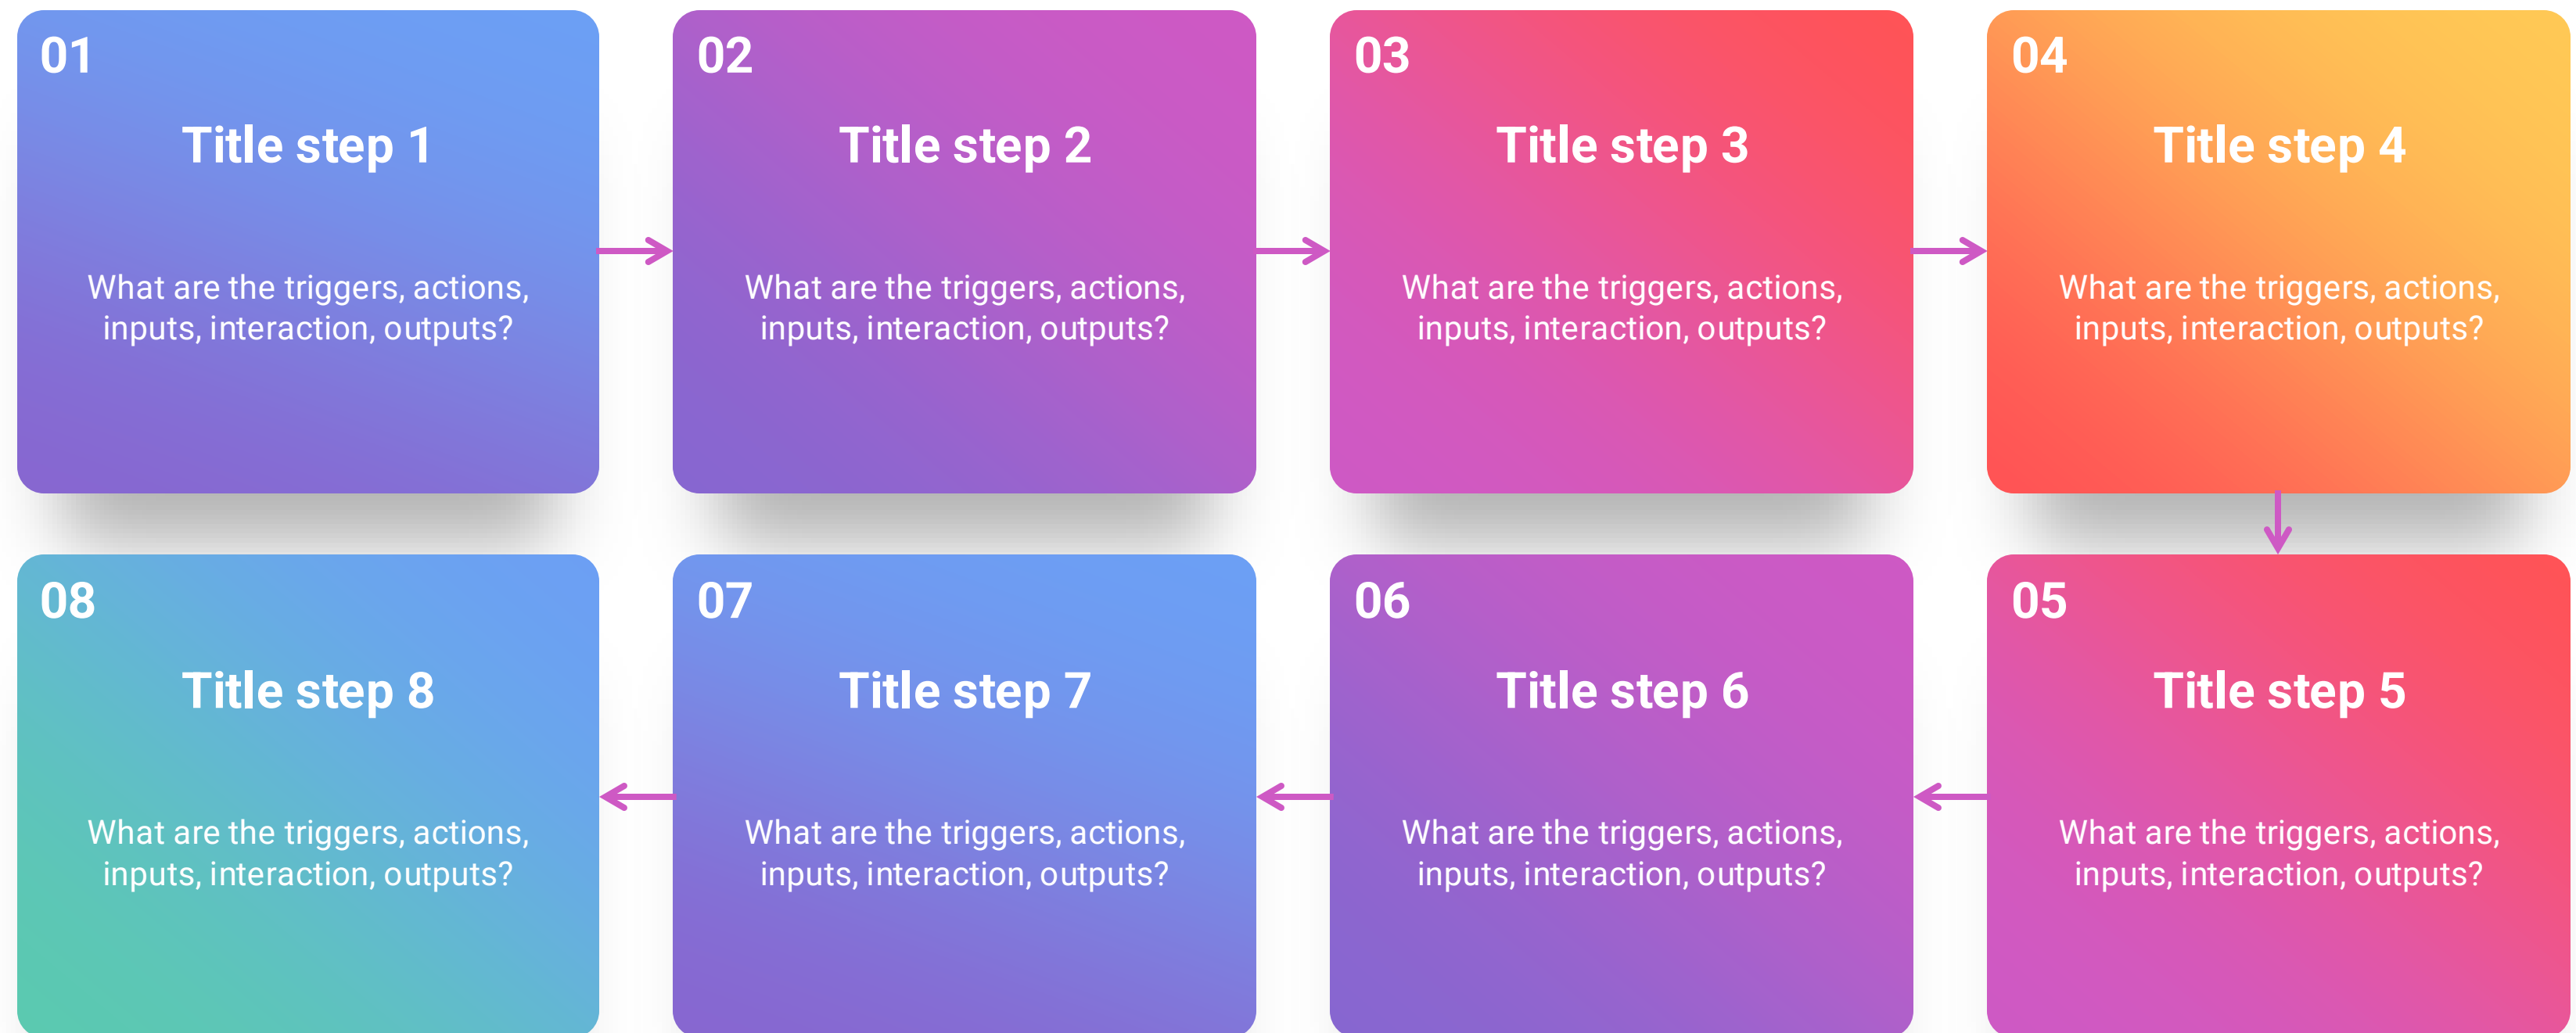 01
Title step 1
What are the triggers, actions,
inputs, interaction, outputs?
02
Title step 2
What are the triggers, actions,
inputs, interaction, outputs?
03
Title step 3
What are the triggers, actions,
inputs, interaction, outputs?
04
Title step 4
What are the triggers, actions,
inputs, interaction, outputs?
05
Title step 5
What are the triggers, actions,
inputs, interaction, outputs?
06
Title step 6
What are the triggers, actions,
inputs, interaction, outputs?
07
Title step 7
What are the triggers, actions,
inputs, interaction, outputs?
08
Title step 8
What are the triggers, actions,
inputs, interaction, outputs?